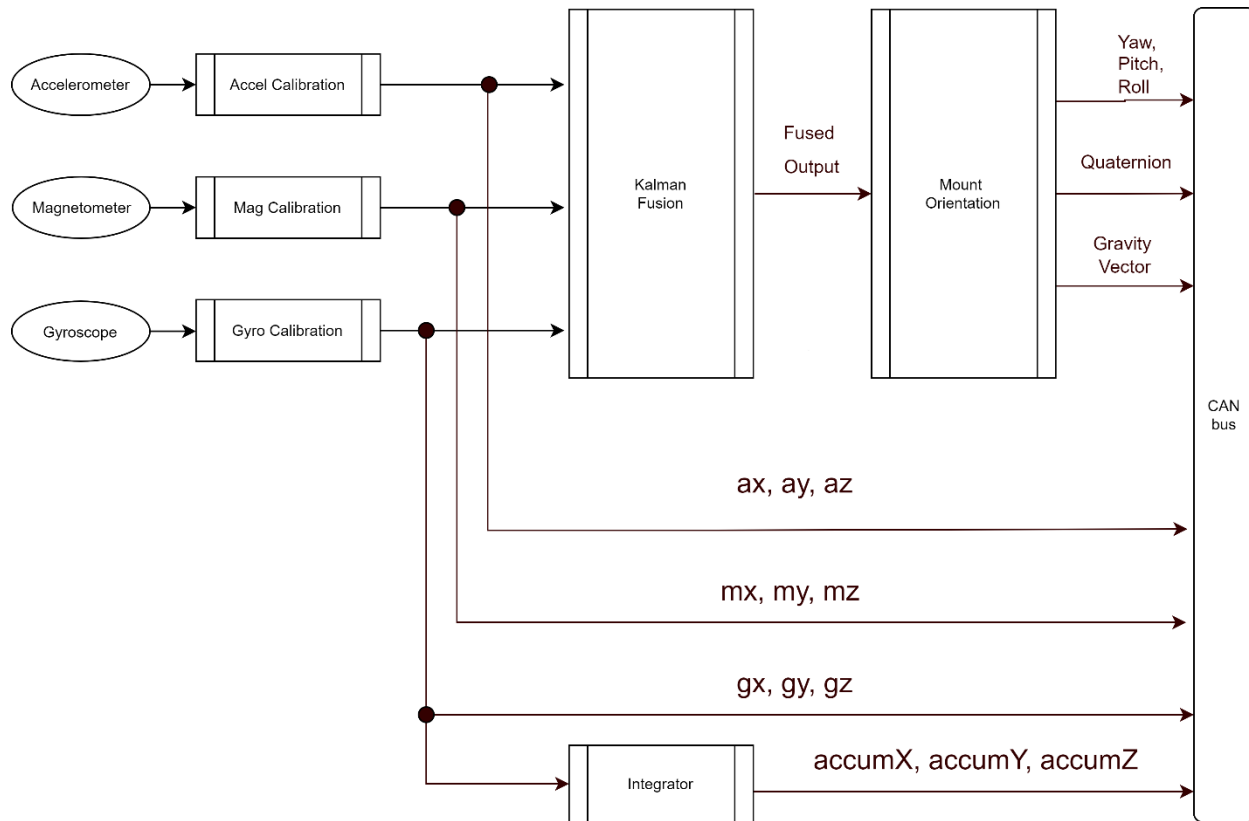 Accelerometer
Accel Calibration
Magnetometer
Mag Calibration
Gyroscope
Gyro Calibration
Kalman
Fusion
Fused
Output
Mount
Orientation
Yaw,
Pitch,
Roll
Quaternion
Gravity
Vector
CAN
bus
ax, ay, az
mx, my, mz
gx, gy, gz
Integrator
accumX, accumY, accumZ